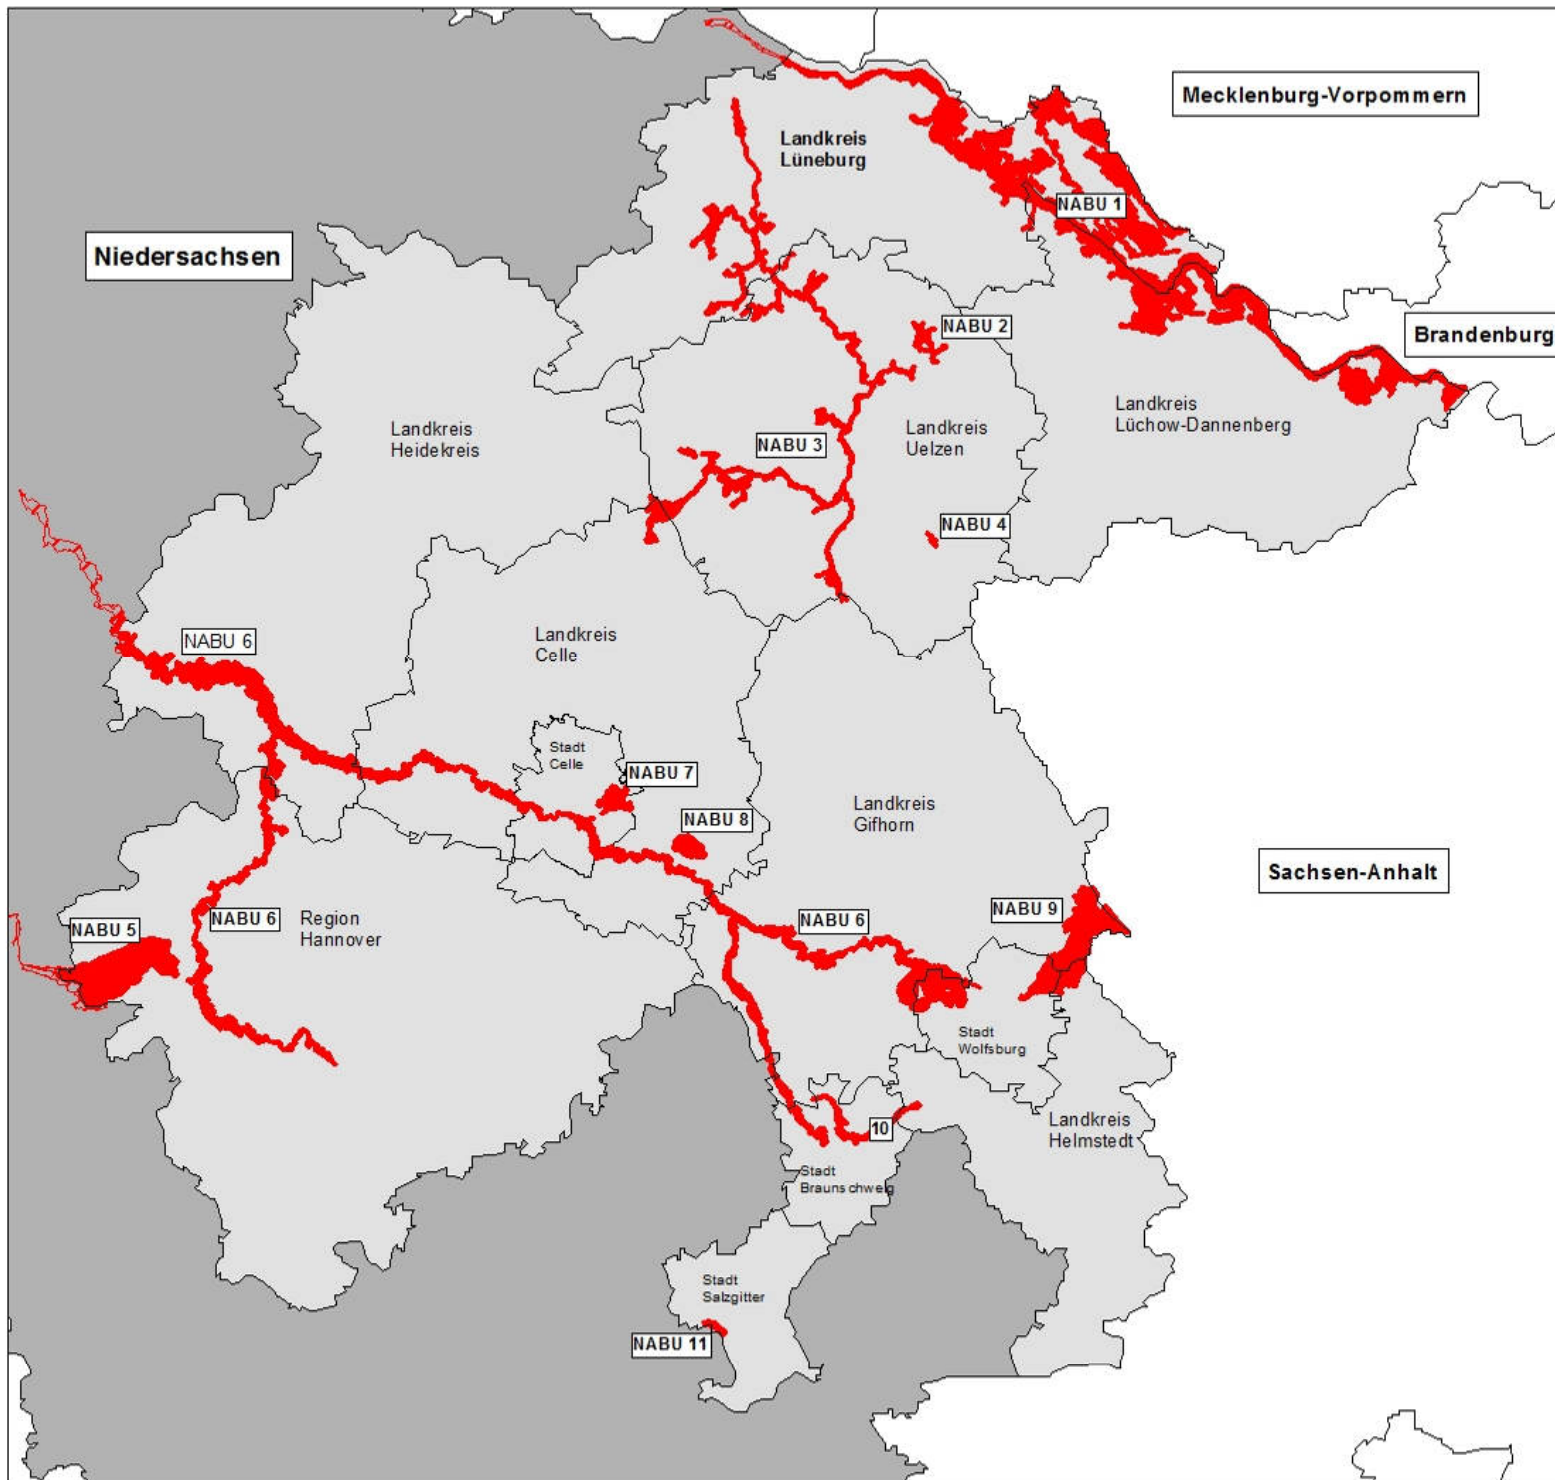 Mecklenburg-Vorpommern
Landkreis
Lüneburg
NABU 1
Niedersachsen
NABU 2
Brandenburg
Landkreis
Lüchow-Dannenberg
Landkreis
Heidekreis
Landkreis
Uelzen
NABU 3
NABU 4
NABU 6
Landkreis
Celle
Stadt
Celle
NABU 7
NABU 8
Landkreis
Gifhorn
Sachsen-Anhalt
NABU 5
NABU 6
Region
Hannover
NABU 6
NABU 9
Stadt
Wolfsburg
10
Landkreis
Helmstedt
Stadt
Braunschweig
Stadt
Salzgitter
NABU 11